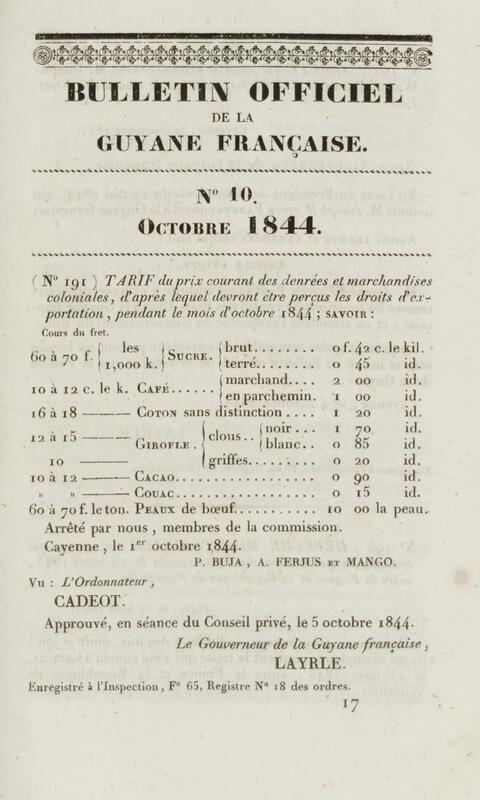 BULLETIN OFFICIEL
DE LA
GUYANE FRANÇAISE.
N° 10.
OCTOBRE 1844.
( N° 191 ) TARIF du prix courant des denrées et marchandises
coloniales, d'après lequel devront être perçus les droits d'ex-
portation, pendant le mois d'octobre 1844 ; SAVOIR :
Cours du fret.
60 à 70 f. { les 1,000 k. } SUCRE. { brut........ 0 f. 42 c. le kil.
{ terré........ 0 45 id.
10 à 12 c. le k. CAFÉ...... { marchand.... 2 00 id.
{ en parchemin. 1 00 id.
16 à 18 ——— COTON sans distinction .... 1 20 id.
12 à 15 ——— GIROFLE. { clous.. { noir... 1 70 id.
{ blanc.. 0 85 id.
10 ——— { griffes........ 0 20 id.
10 à 12 ——— CACAO.................. 0 90 id.
» » ——— COUAC.................. 0 15 id.
60 à 70 f. le ton. PEAUX de bœuf............ 10 00 la peau.
Arrêté par nous , membres de la commission.
Cayenne , le 1er octobre 1844.
P. BUJA , A. FERJUS ET MANGO.
Vu : L'Ordonnateur ,
CADEOT.
Approuvé, en séance du Conseil privé, le 5 octobre 1844.
Le Gouverneur de la Guyane française ,
LAYRLE.
Enregistré à l'Inspection , F° 65, Registre N° 18 des ordres.
17